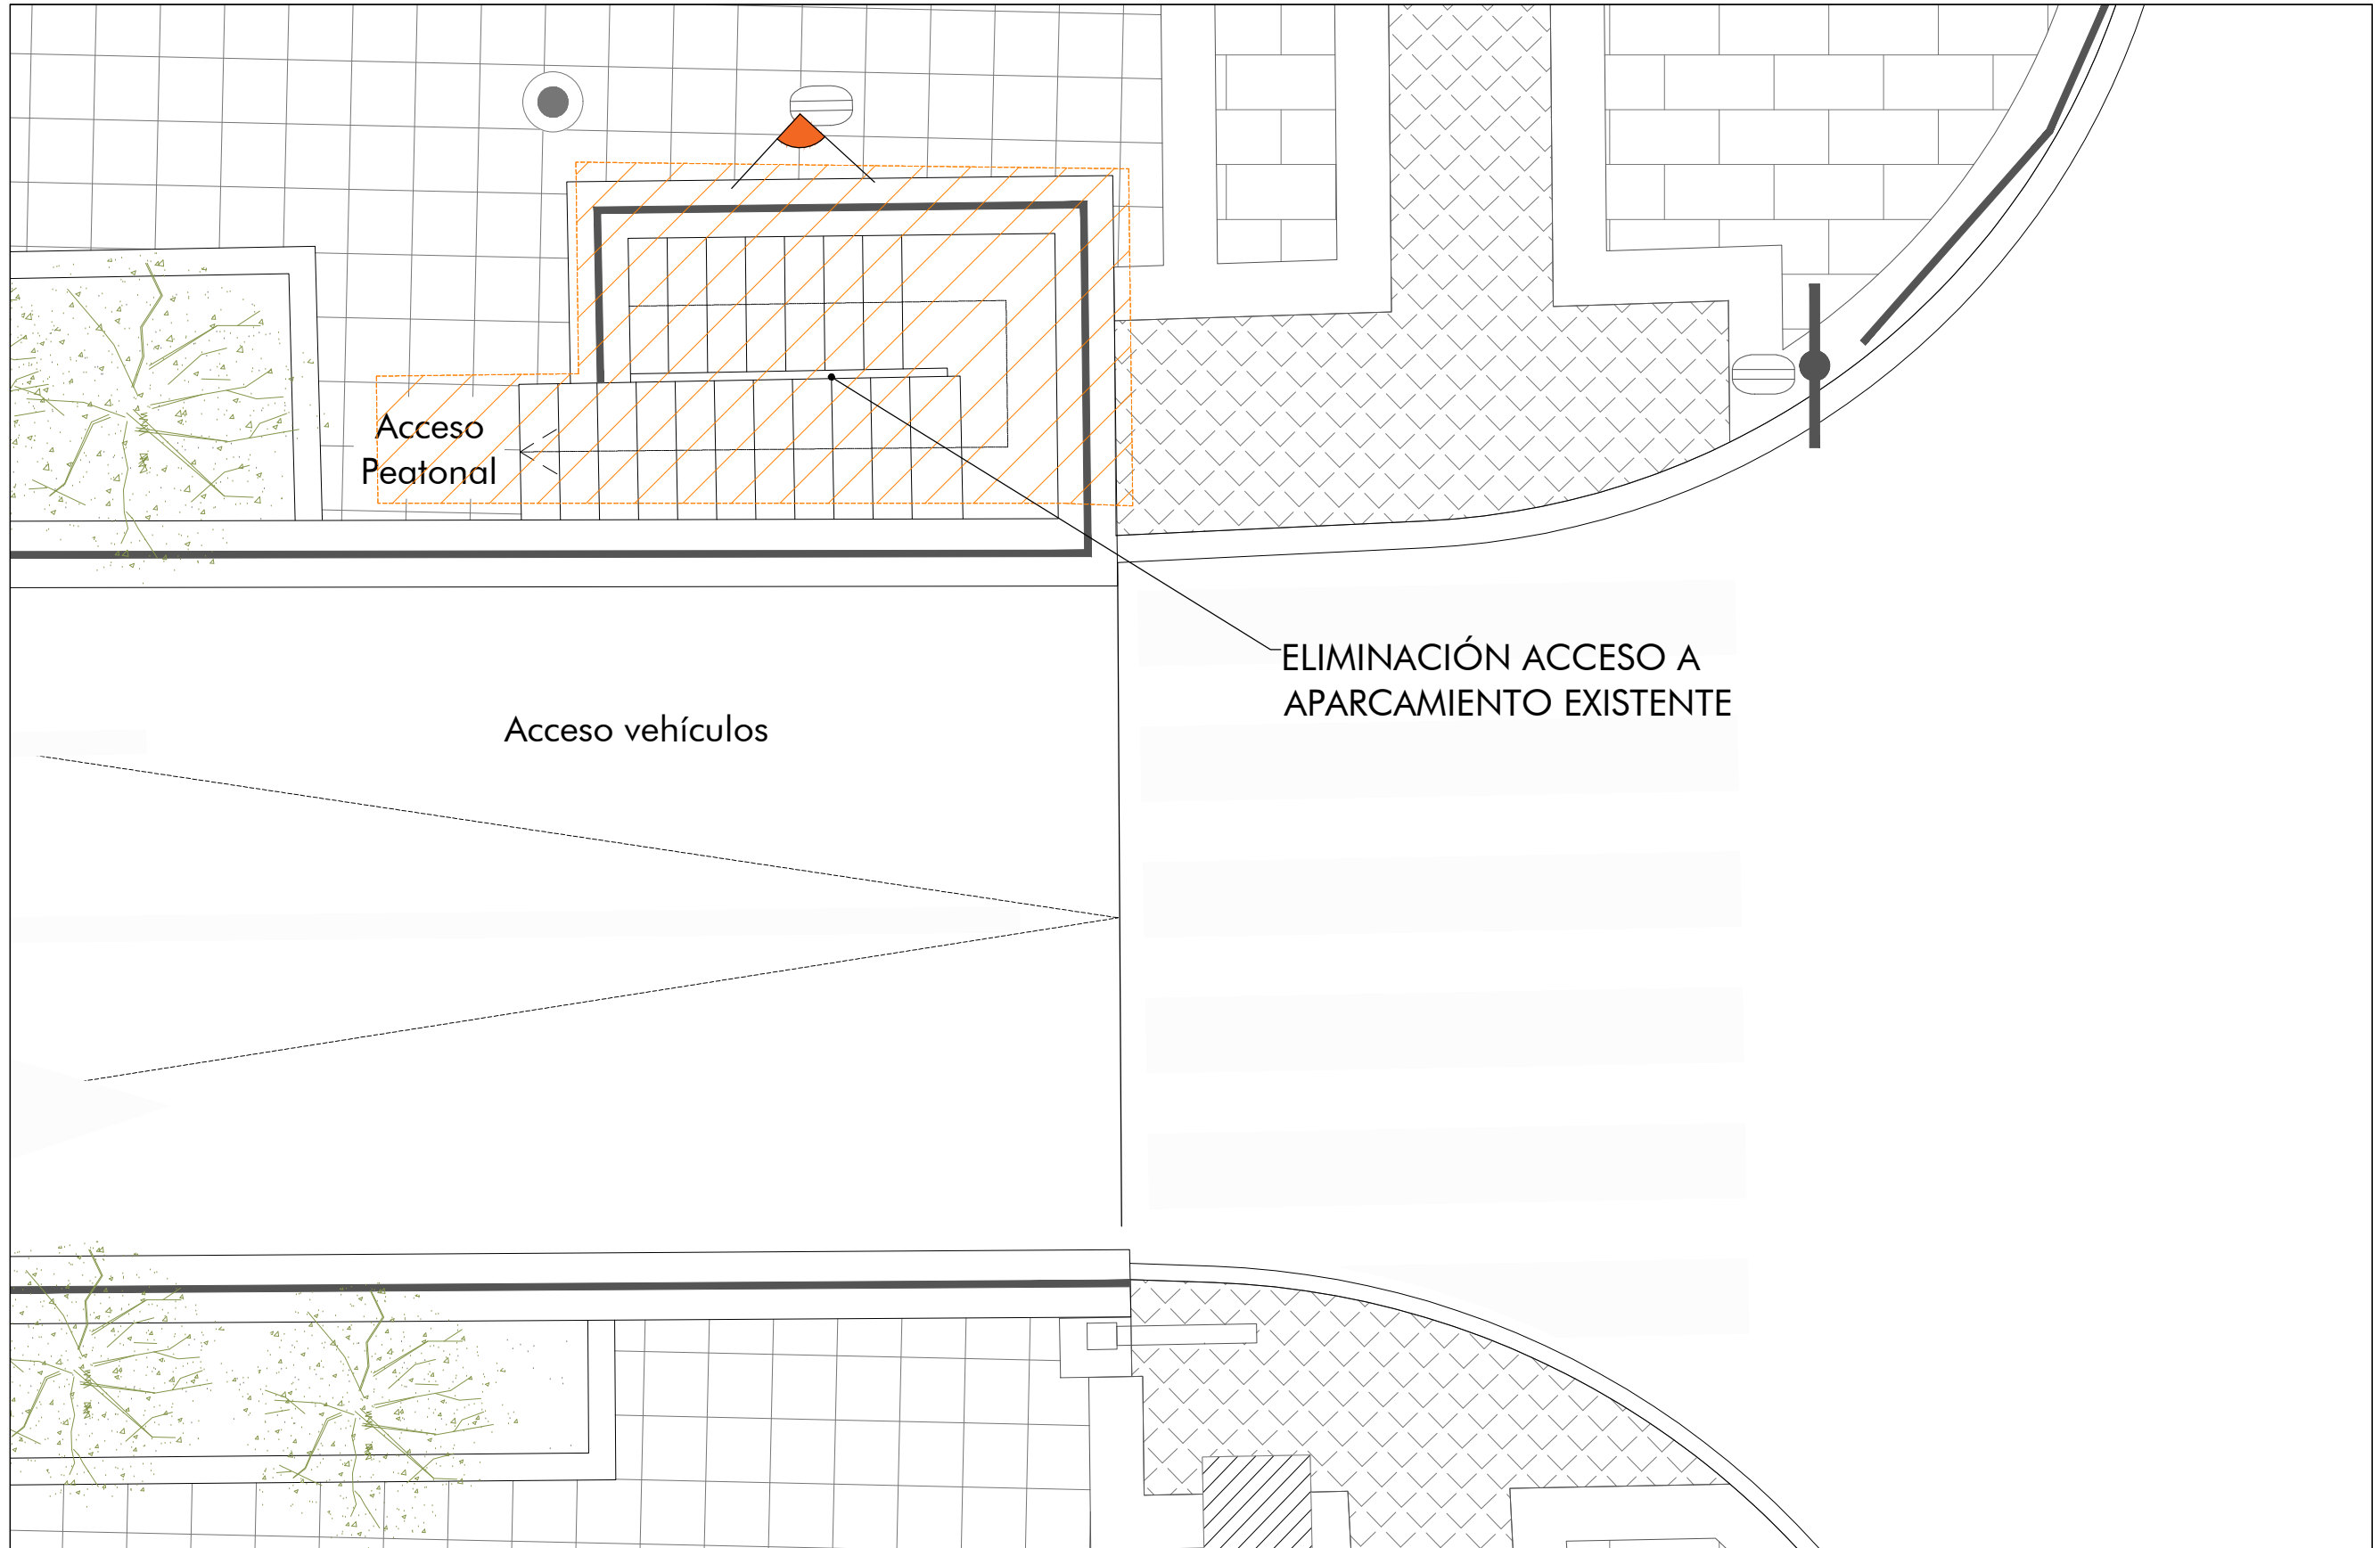 Acceso
Peatonal
ELIMINACIÓN ACCESO A
APARCAMIENTO EXISTENTE
Acceso vehículos